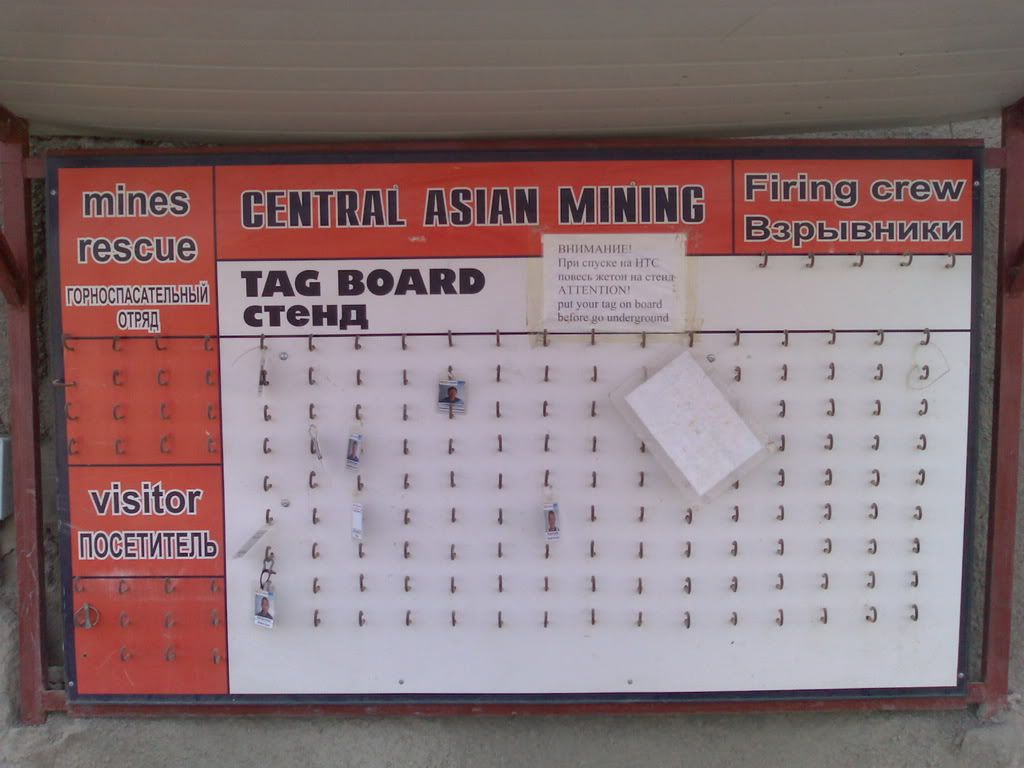 mines
rescue
ГОРНОСПАСАТЕЛЬНЫЙ
ОТРЯД
CENTRAL ASIAN MINING
Firing crew
Взрывники
TAG BOARD
стенд
ВНИМАНИЕ!
При спуске на НТС
повесь жетон на стенд
ATTENTION!
put your tag on board
before go underground
visitor
ПОСЕТИТЕЛЬ